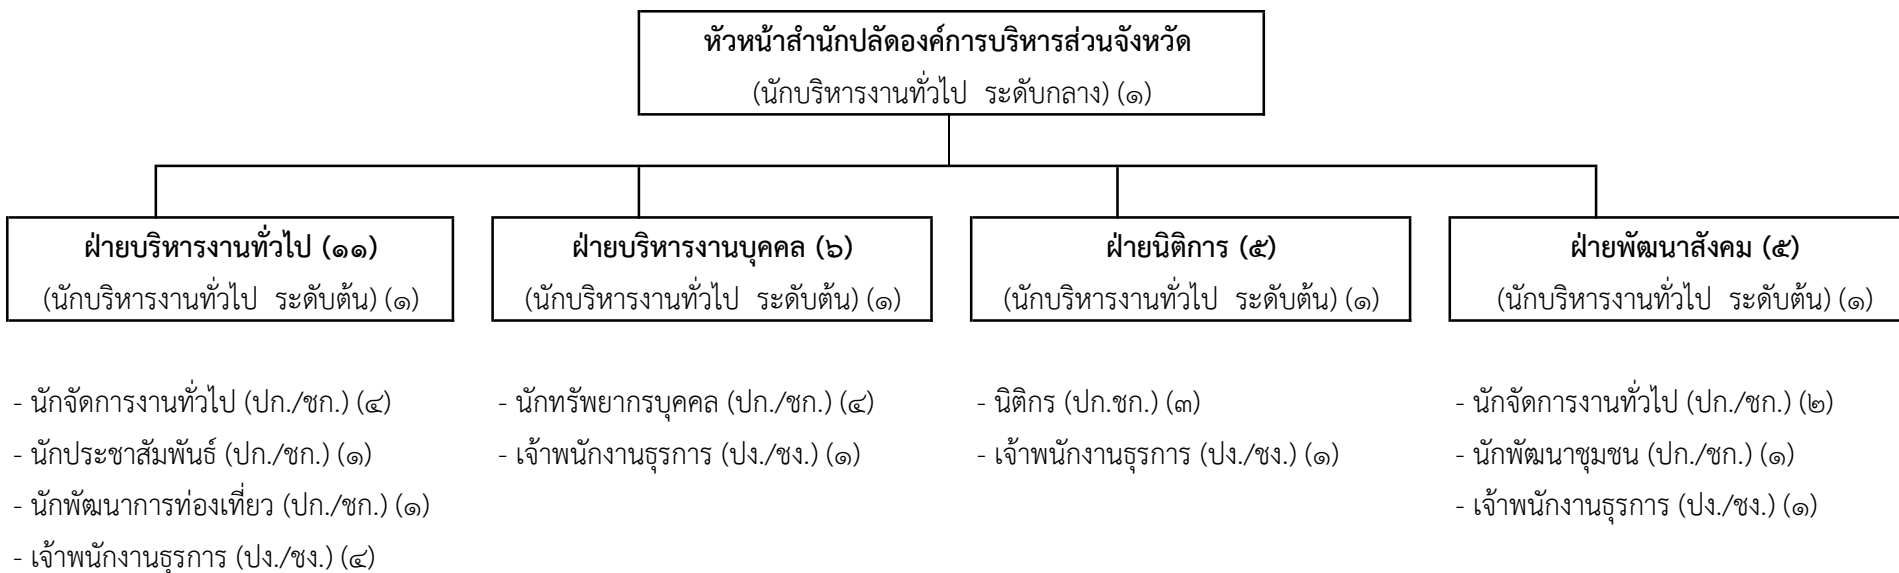 หัวหน้าสำนักปลัดองค์การบริหารส่วนจังหวัด
(นักบริหารงานทั่วไป ระดับกลาง) (๑)
ฝ่ายบริหารงานทั่วไป (๑๑)
(นักบริหารงานทั่วไป ระดับต้น) (๑)
- นักจัดการงานทั่วไป (ปก./ชก.) (๔)
- นักประชาสัมพันธ์ (ปก./ชก.) (๑)
- นักพัฒนาการท่องเที่ยว (ปก./ชก.) (๑)
- เจ้าพนักงานธุรการ (ปง./ชง.) (๔)
ฝ่ายบริหารงานบุคคล (๖)
(นักบริหารงานทั่วไป ระดับต้น) (๑)
- นักทรัพยากรบุคคล (ปก./ชก.) (๔)
- เจ้าพนักงานธุรการ (ปง./ชง.) (๑)
ฝ่ายนิติการ (๕)
(นักบริหารงานทั่วไป ระดับต้น) (๑)
- นิติกร (ปก.ชก.) (๓)
- เจ้าพนักงานธุรการ (ปง./ชง.) (๑)
ฝ่ายพัฒนาสังคม (๕)
(นักบริหารงานทั่วไป ระดับต้น) (๑)
- นักจัดการงานทั่วไป (ปก./ชก.) (๒)
- นักพัฒนาชุมชน (ปก./ชก.) (๑)
- เจ้าพนักงานธุรการ (ปง./ชง.) (๑)